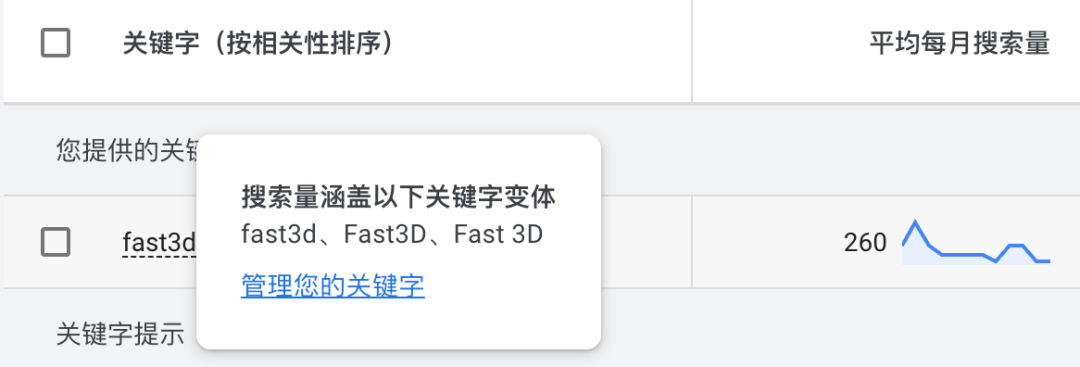 关键字（按相关性排序） 平均每月搜索量
您提供的关
搜索量涵盖以下关键字变体
fast3d、Fast3D、Fast 3D
fast3d 260
管理您的关键字
关键字提示